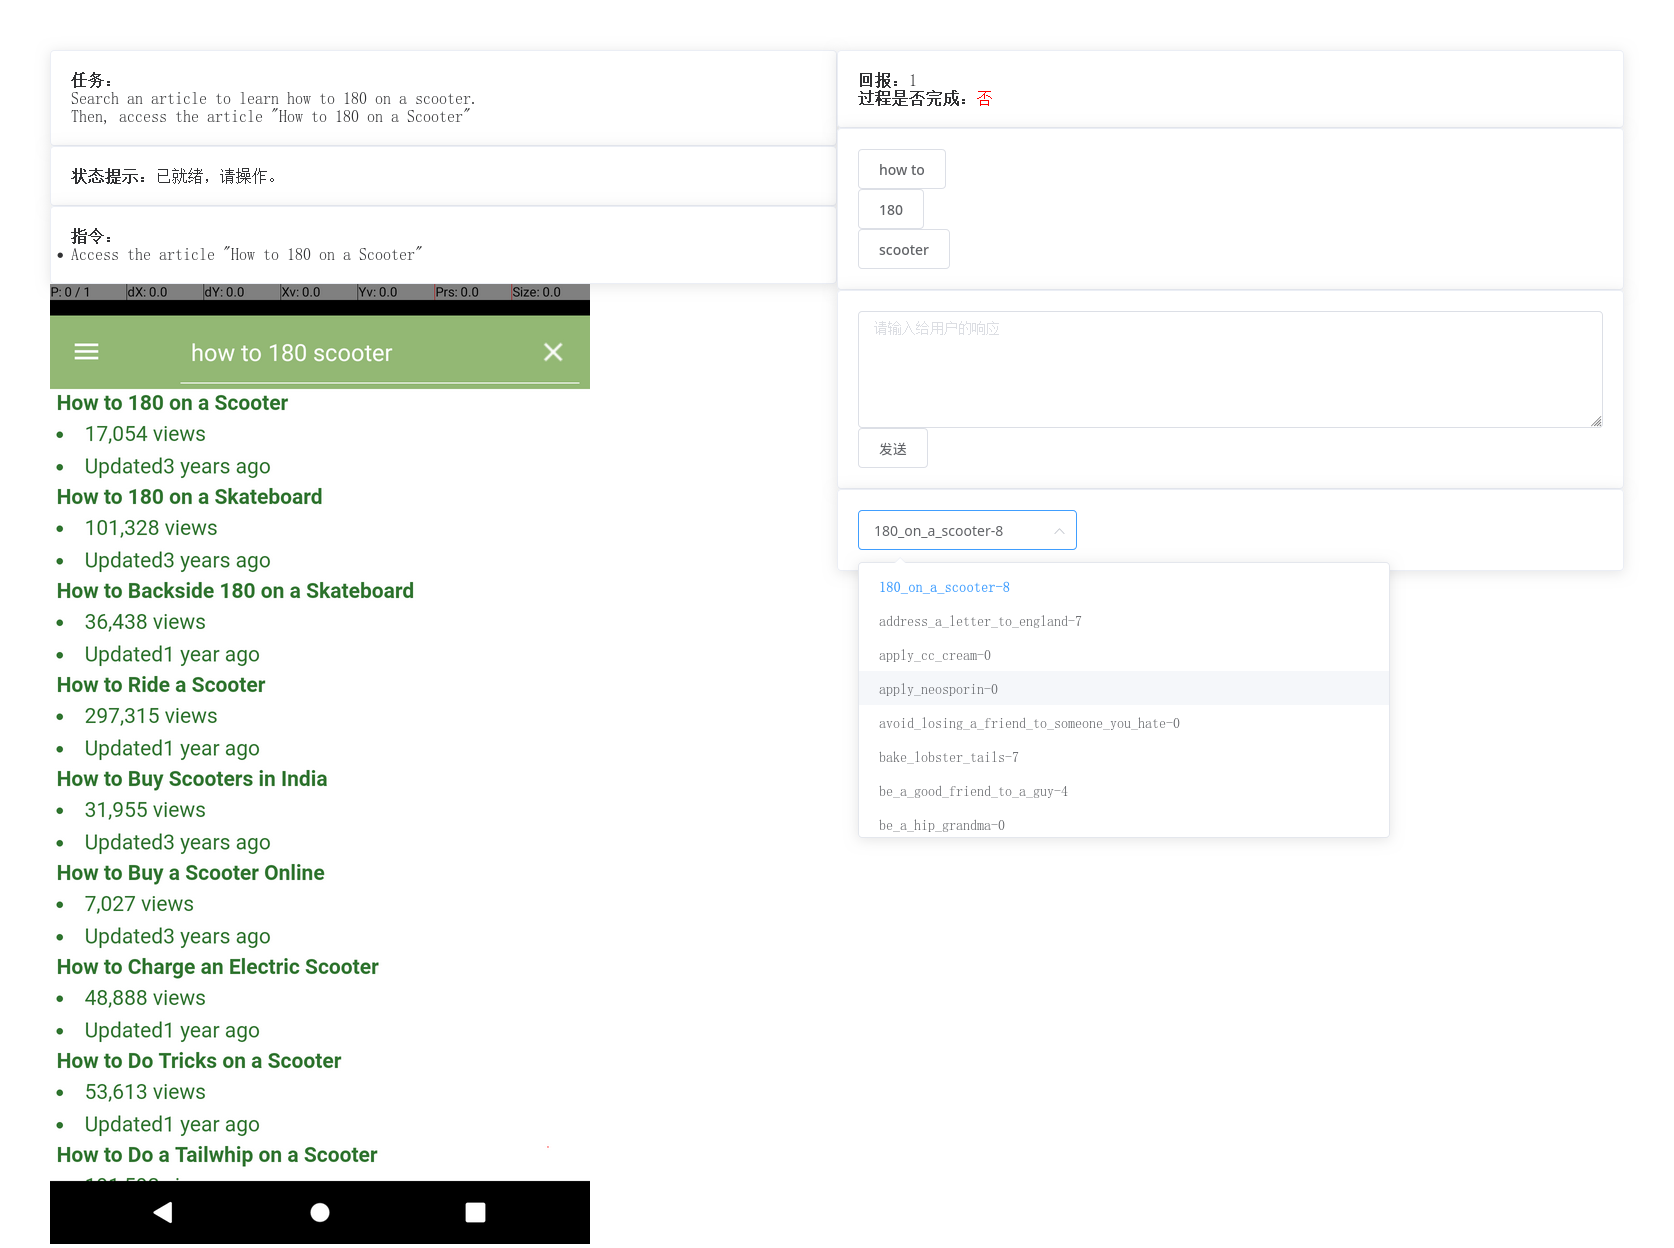 任务：
Search an article to learn how to 180 on a scooter.
Then, access the article "How to 180 on a Scooter"
状态提示：已就绪，请操作。
指令：
• Access the article "How to 180 on a Scooter"
P: 0 / 1 dX: 0.0 dY: 0.0 Xv: 0.0 Yv: 0.0 Prs: 0.0 Size: 0.0
how to 180 scooter
How to 180 on a Scooter
• 17,054 views
• Updated3 years ago
How to 180 on a Skateboard
• 101,328 views
• Updated3 years ago
How to Backside 180 on a Skateboard
• 36,438 views
• Updated1 year ago
How to Ride a Scooter
• 297,315 views
• Updated1 year ago
How to Buy Scooters in India
• 31,955 views
• Updated3 years ago
How to Buy a Scooter Online
• 7,027 views
• Updated3 years ago
How to Charge an Electric Scooter
• 48,888 views
• Updated1 year ago
How to Do Tricks on a Scooter
• 53,613 views
• Updated1 year ago
How to Do a Tailwhip on a Scooter
回报：1
过程是否完成：否
how to
180
scooter
请输入给用户的响应
发送
180_on_a_scooter-8
180_on_a_scooter-8
address_a_letter_to_england-7
apply_cc_cream-0
apply_neosporin-0
avoid_losing_a_friend_to_someone_you_hate-0
bake_lobster_tails-7
be_a_good_friend_to_a_guy-4
be_a_hip_grandma-0